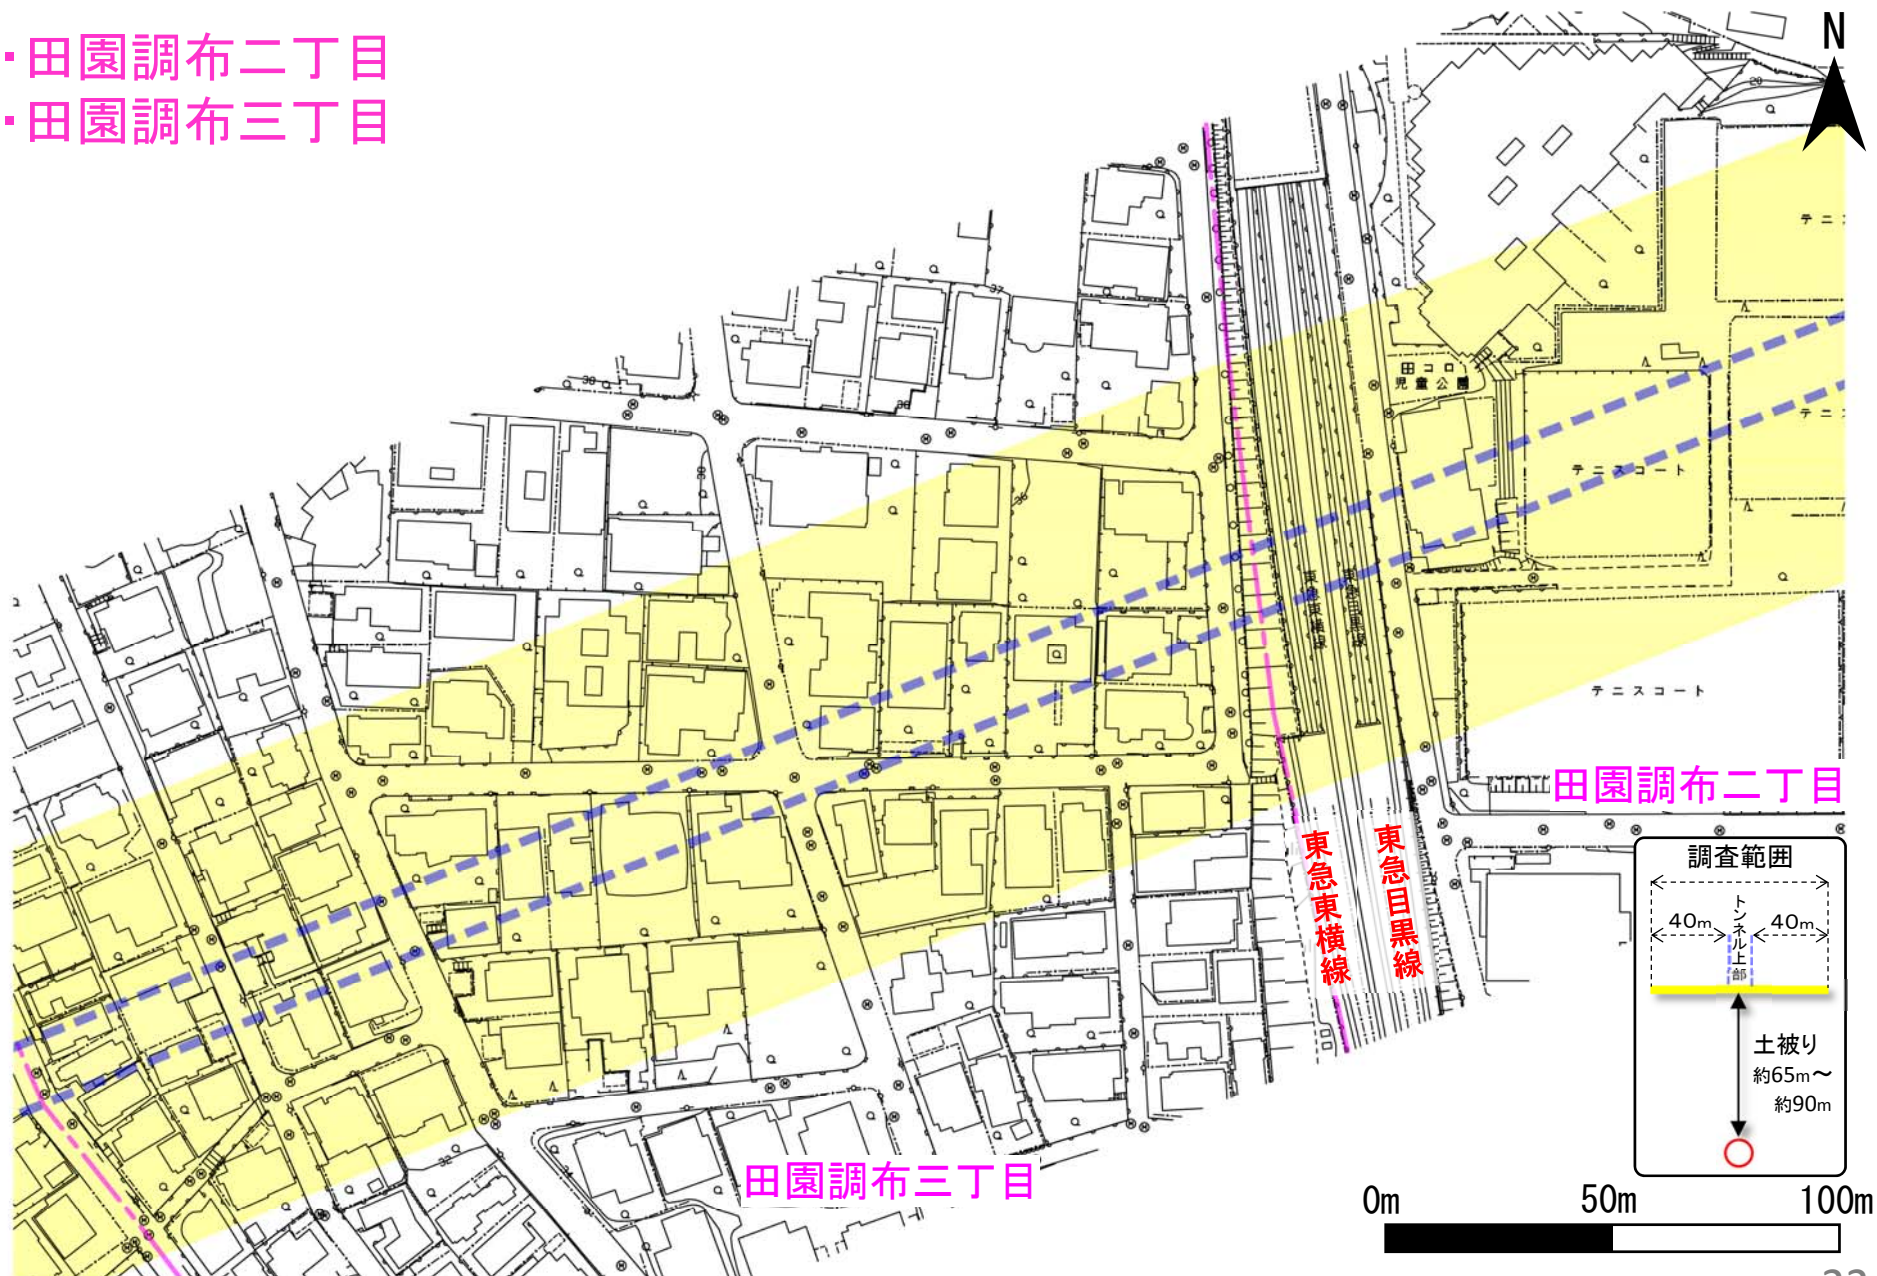 ・田園調布二丁目
・田園調布三丁目
N
テニ
田コロ
児童公園
テニ
テニスコート
テニスコート
田園調布二丁目
東急東横線
東急目黒線
田園調布三丁目
調査範囲
40m
トンネル上部
40m
土被り
約65m～
約90m
0m
50m
100m